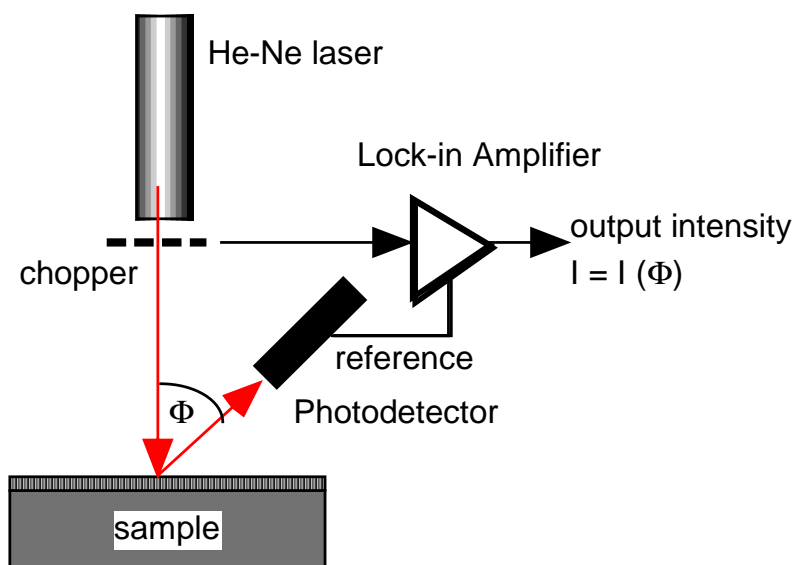 He-Ne laser
Lock-in Amplifier
output intensity
I = I (Φ)
chopper
reference
Φ
Photodetector
sample